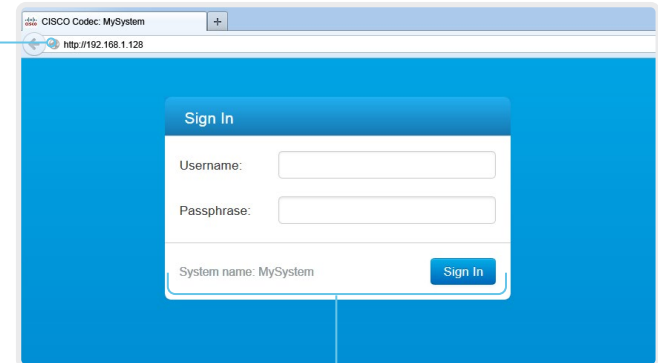 CISCO Codec: MySystem
http://192.168.1.128
Sign In
Username:
Passphrase:
System name: MySystem
Sign In